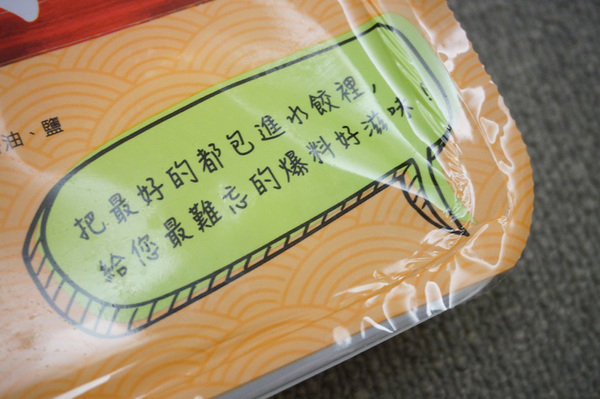 油、鹽
把最好的都包進水餃裡，
給您最難忘的爆料好滋味！